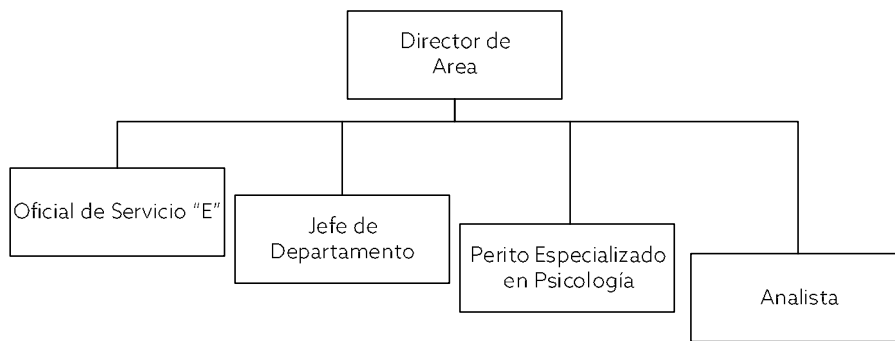 Director de
Area
Oficial de Servicio "E"
Jefe de
Departamento
Perito Especializado
en Psicología
Analista